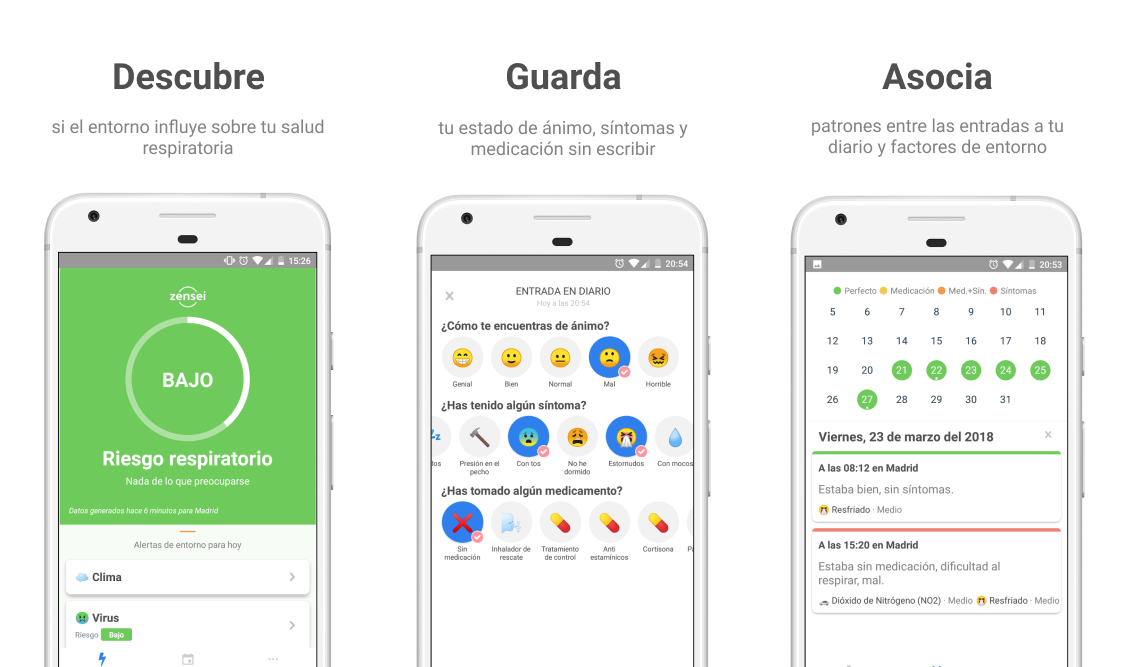 Descubre
si el entorno influye sobre tu salud
respiratoria
15:26
zensei
BAJO
Riesgo respiratorio
Nada de lo que preocuparse
Datos generados hace 6 minutos para Madrid
Alertas de entorno para hoy
Clima
Virus
Riesgo Bajo
Guarda
tu estado de ánimo, síntomas y
medicación sin escribir
20:54
ENTRADA EN DIARIO
Hoy a las 20:54
¿Cómo te encuentras de ánimo?
Genial Bien Normal Mal Horrible
¿Has tenido algún síntoma?
Presión en el Con tos No he Estornudos Con mocos
pecho dormido
¿Has tomado algún medicamento?
Sin Inhalador de Tratamiento Anti Cortisona
medicación rescate de control estamínicos
Asocia
patrones entre las entradas a tu
diario y factores de entorno
20:53
Perfecto Medicación Med.+Sín. Síntomas
5 6 7 8 9 10 11
12 13 14 15 16 17 18
19 20 21 22 23 24 25
26 27 28 29 30 31
Viernes, 23 de marzo del 2018
A las 08:12 en Madrid
Estaba bien, sin síntomas.
Resfriado · Medio
A las 15:20 en Madrid
Estaba sin medicación, dificultad al
respirar, mal.
Dióxido de Nitrógeno (NO2) · Medio Resfriado · Medio